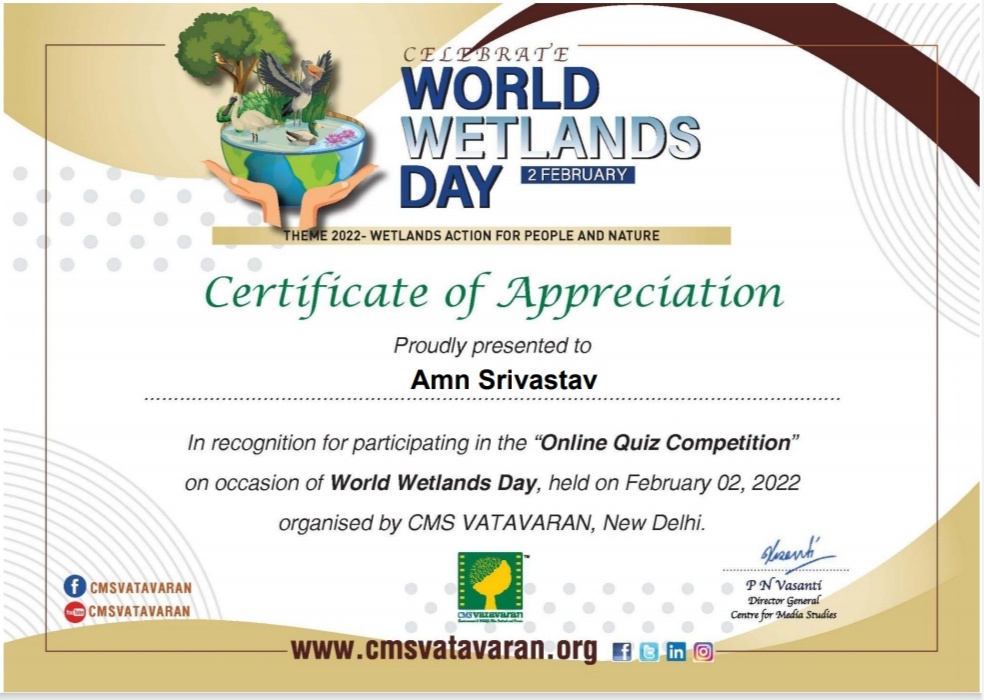 CELEBRATE
WORLD
WETLANDS
DAY 2 FEBRUARY
THEME 2022- WETLANDS ACTION FOR PEOPLE AND NATURE
Certificate of Appreciation
Proudly presented to
Amn Srivastav
In recognition for participating in the “Online Quiz Competition”
on occasion of World Wetlands Day, held on February 02, 2022
organised by CMS VATAVARAN, New Delhi.
CMSVATAVARAN
CMSVATAVARAN
CMS vatavaran
P N Vasanti
Director General
Centre for Media Studies
www.cmsvatavaran.org